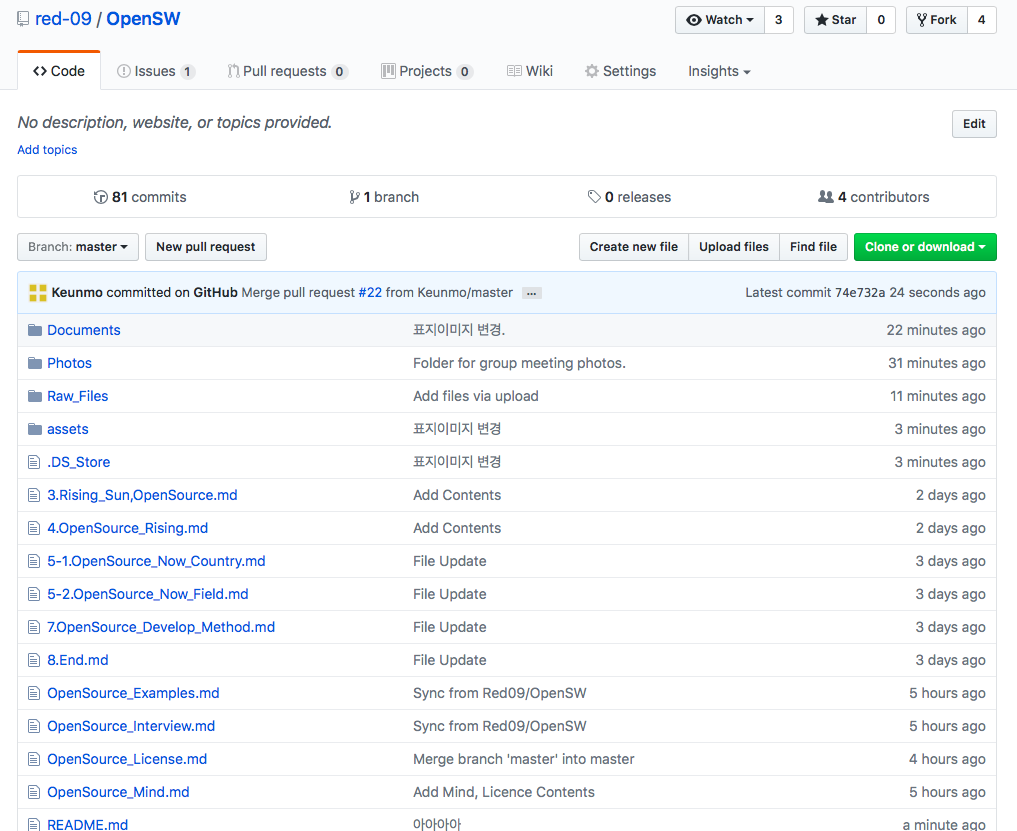 red-09 / OpenSW Watch 3 Star 0 Fork 4
Code Issues 1 Pull requests 0 Projects 0 Wiki Settings Insights
No description, website, or topics provided. Edit
Add topics
81 commits 1 branch 0 releases 4 contributors
Branch: master New pull request Create new file Upload files Find file Clone or download
Keunmo committed on GitHub Merge pull request #22 from Keunmo/master ... Latest commit 74e732a 24 seconds ago
Documents 표지이미지 변경. 22 minutes ago
Photos Folder for group meeting photos. 31 minutes ago
Raw_Files Add files via upload 11 minutes ago
assets 표지이미지 변경 3 minutes ago
.DS_Store 표지이미지 변경 3 minutes ago
3.Rising_Sun,OpenSource.md Add Contents 2 days ago
4.OpenSource_Rising.md Add Contents 2 days ago
5-1.OpenSource_Now_Country.md File Update 3 days ago
5-2.OpenSource_Now_Field.md File Update 3 days ago
7.OpenSource_Develop_Method.md File Update 3 days ago
8.End.md File Update 3 days ago
OpenSource_Examples.md Sync from Red09/OpenSW 5 hours ago
OpenSource_Interview.md Sync from Red09/OpenSW 5 hours ago
OpenSource_License.md Merge branch 'master' into master 4 hours ago
OpenSource_Mind.md Add Mind, Licence Contents 5 hours ago
README.md 아아아아 a minute ago